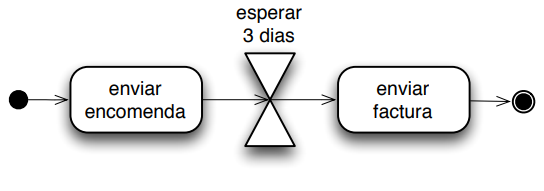 esperar
3 dias
enviar
encomenda
enviar
factura